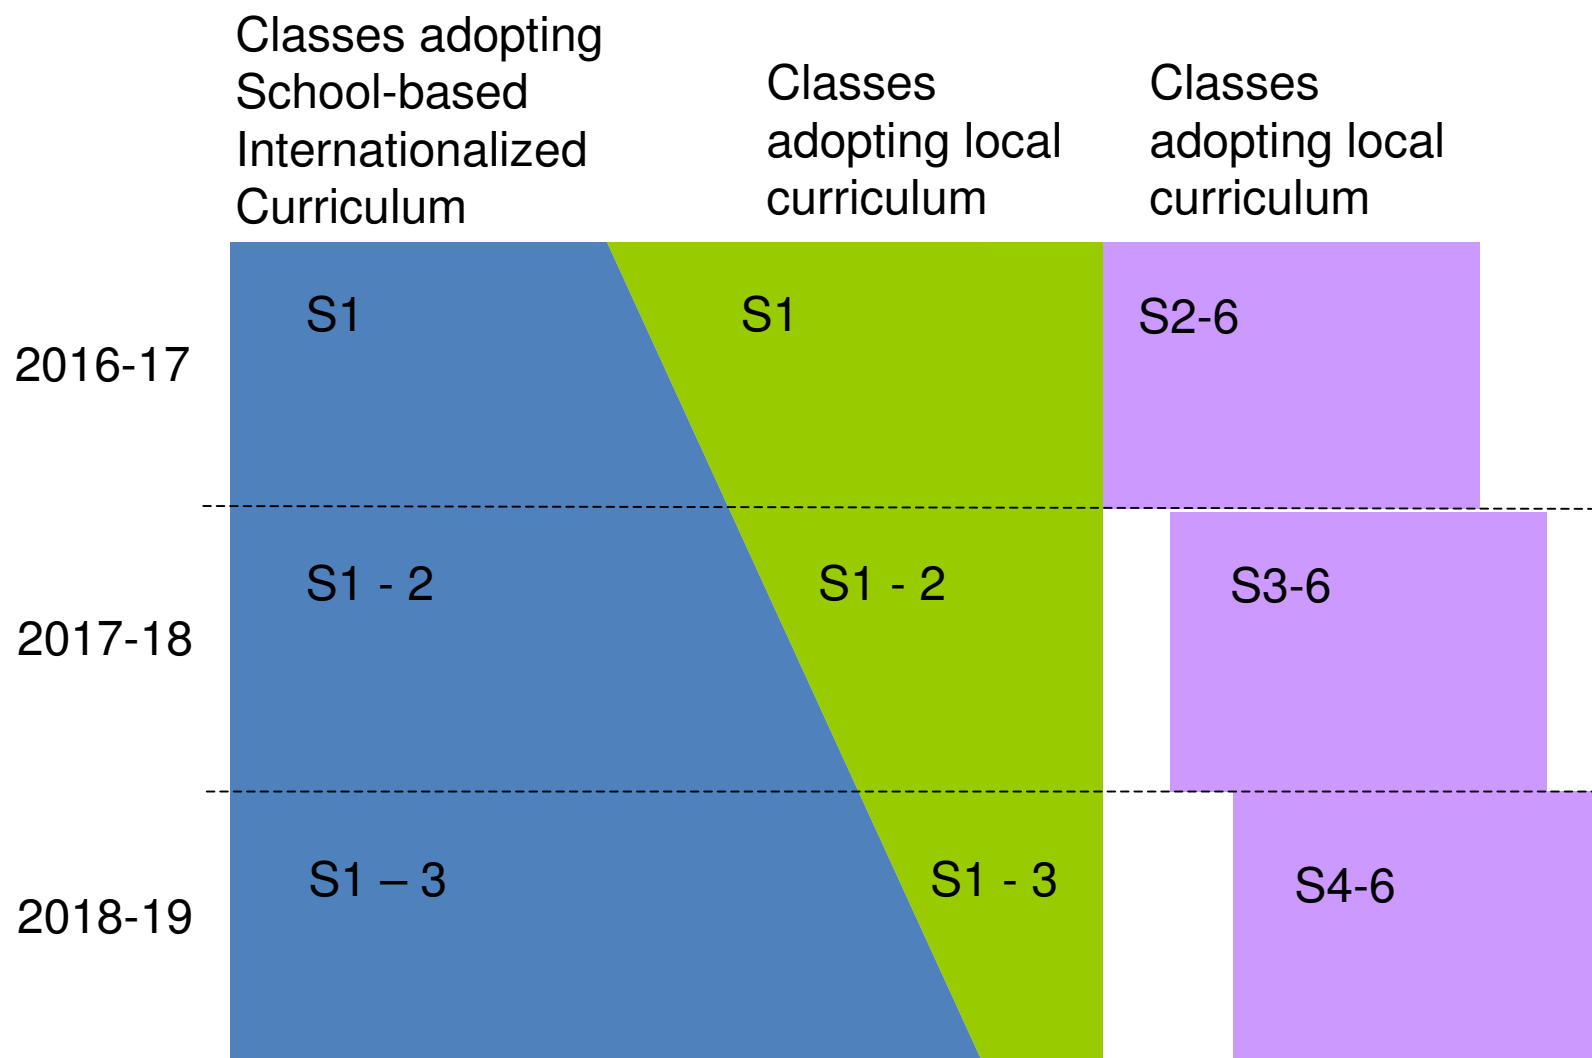 Classes adopting
School-based
Internationalized
Curriculum
Classes
adopting local
curriculum
Classes
adopting local
curriculum
2016-17
S1
S1
S2-6
2017-18
S1 - 2
S1 - 2
S3-6
2018-19
S1 – 3
S1 - 3
S4-6